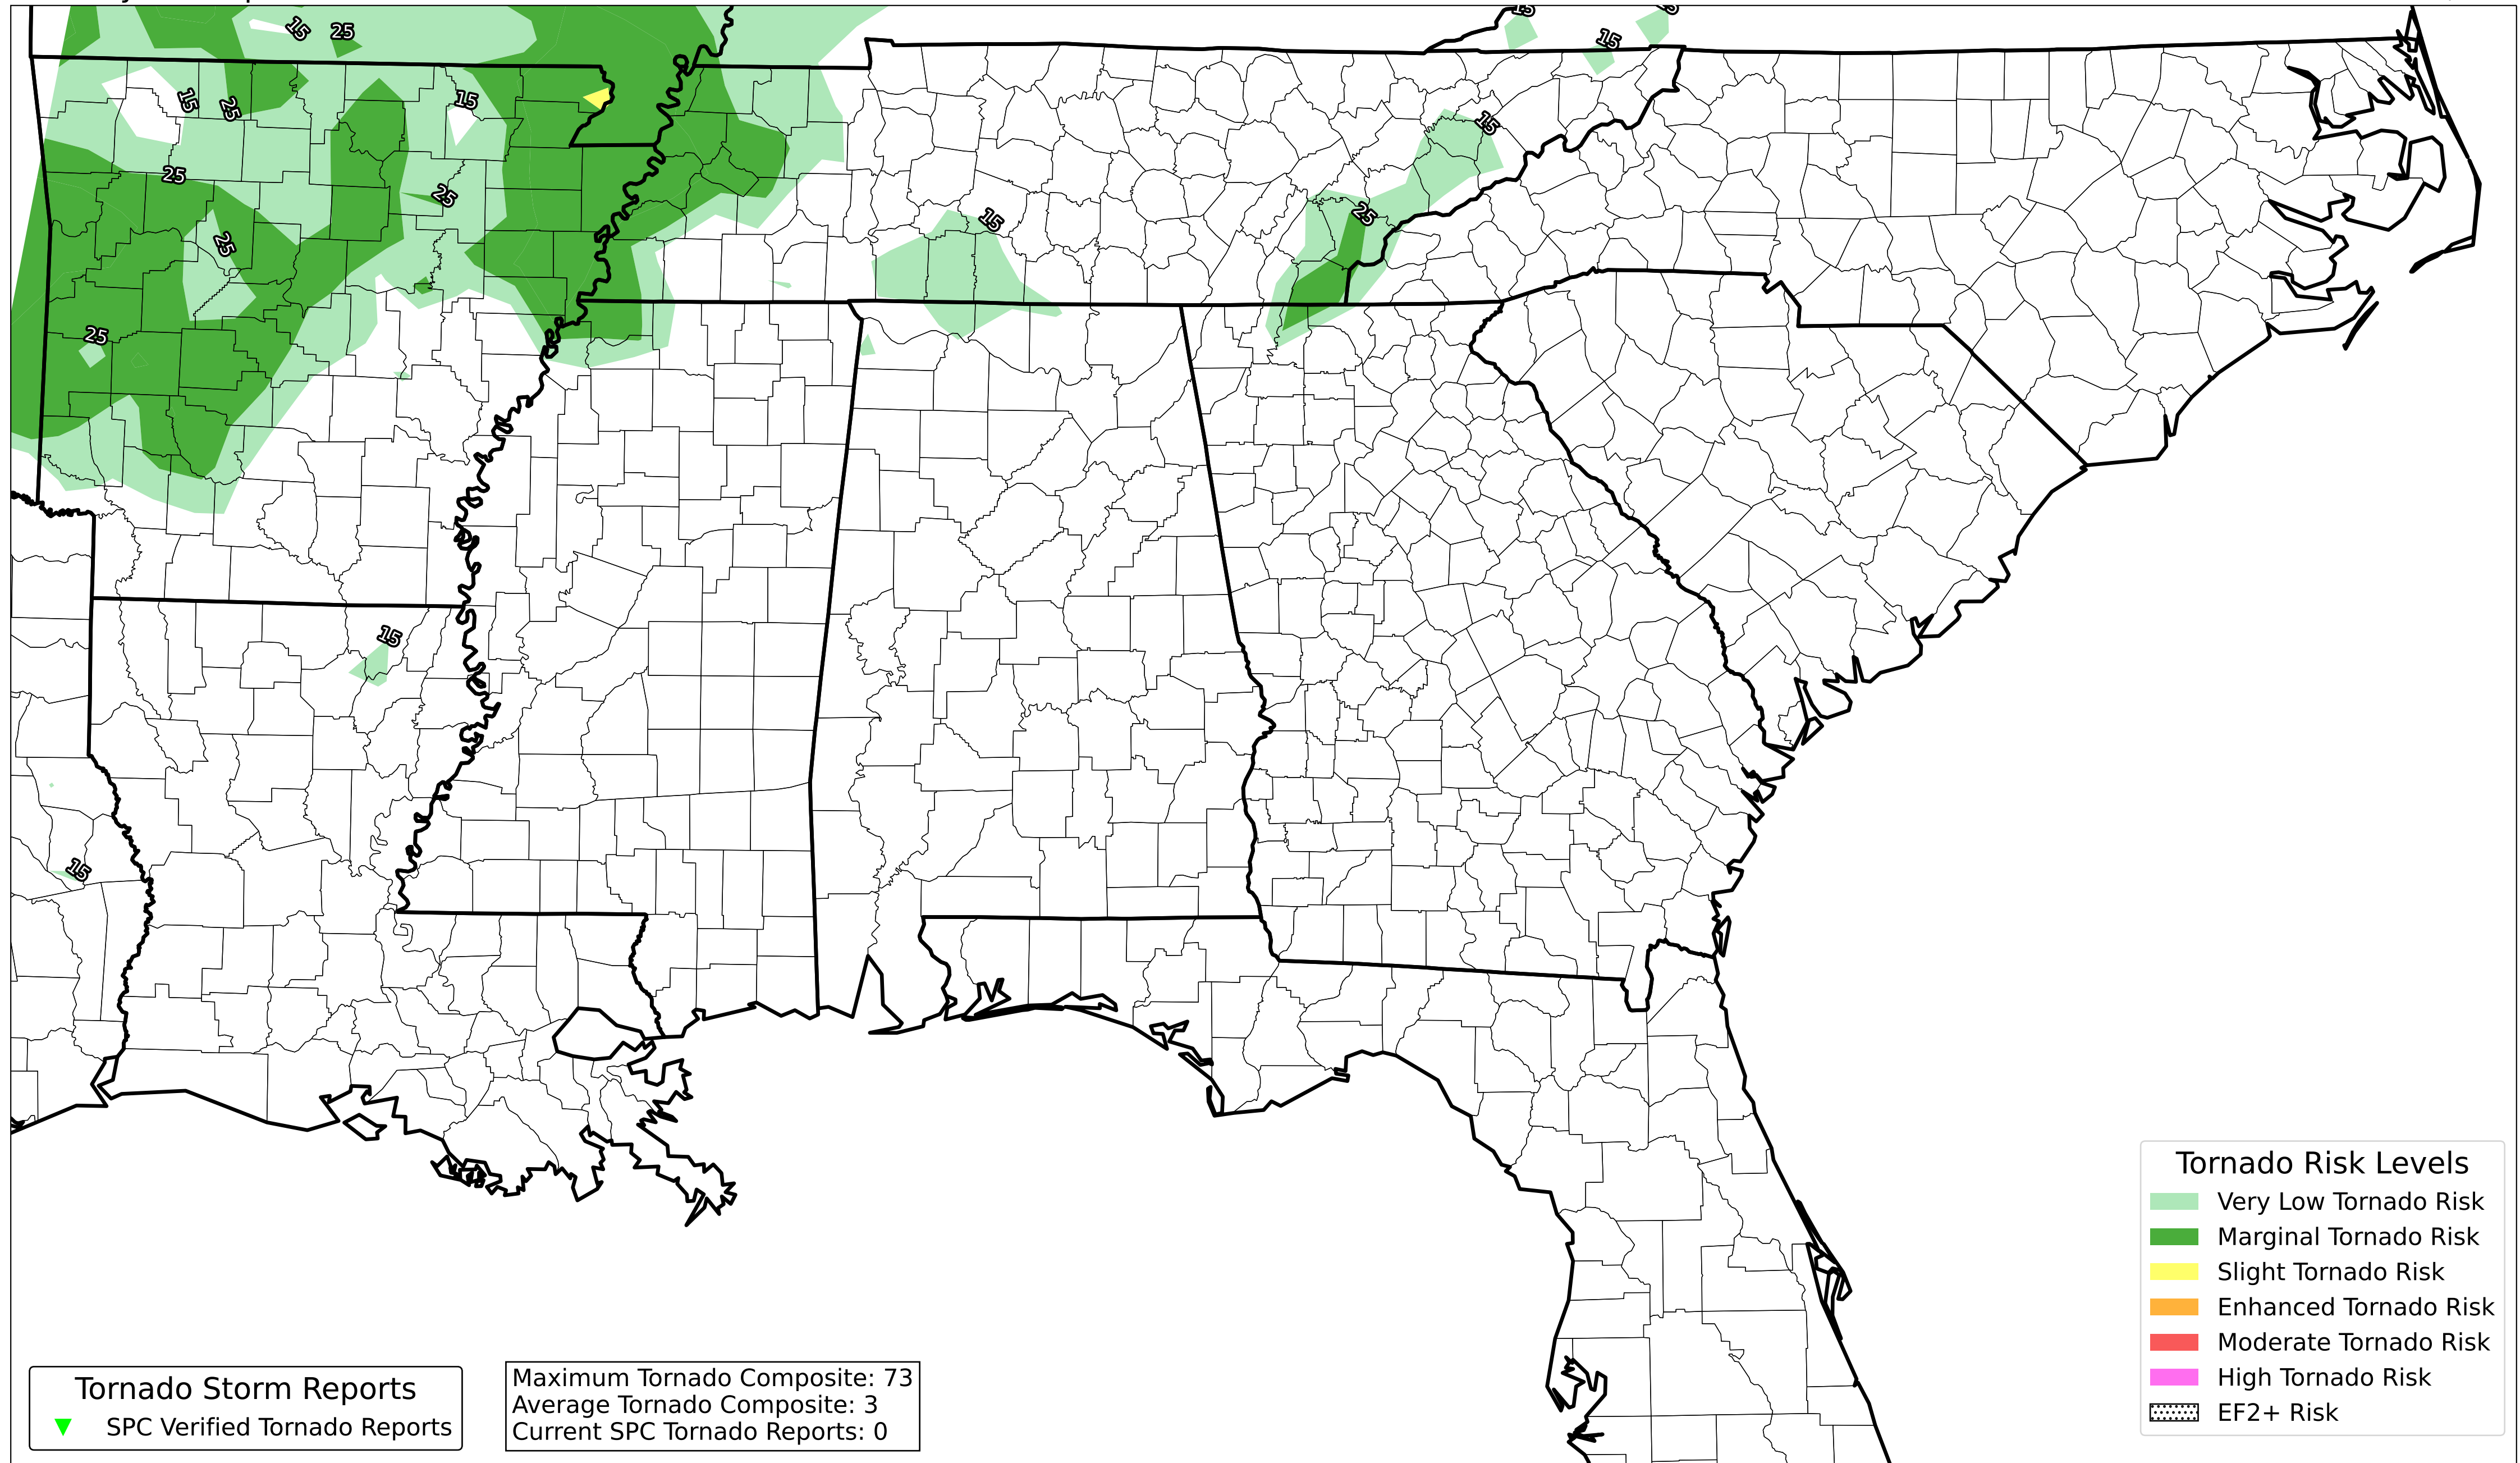 15
15
15
25
15
15
25
15
15
25
25
15
25
25
25
15
15
Tornado Risk Levels
Very Low Tornado Risk
Marginal Tornado Risk
Slight Tornado Risk
Enhanced Tornado Risk
Moderate Tornado Risk
High Tornado Risk
EF2+ Risk
Tornado Storm Reports
SPC Verified Tornado Reports
Maximum Tornado Composite: 73
Average Tornado Composite: 3
Current SPC Tornado Reports: 0